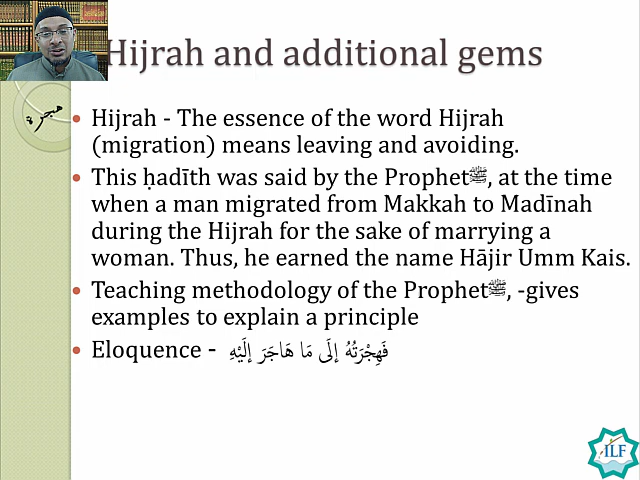 Hijrah and additional gems
هجرة
• Hijrah - The essence of the word Hijrah
(migration) means leaving and avoiding.
• This ḥadīth was said by the Prophetﷺ, at the time
when a man migrated from Makkah to Madīnah
during the Hijrah for the sake of marrying a
woman. Thus, he earned the name Hājir Umm Kais.
• Teaching methodology of the Prophetﷺ, -gives
examples to explain a principle
• Eloquence - فَهِجْرَتُهُ إِلَى مَا هَاجَرَ إِلَيْهِ
ILF